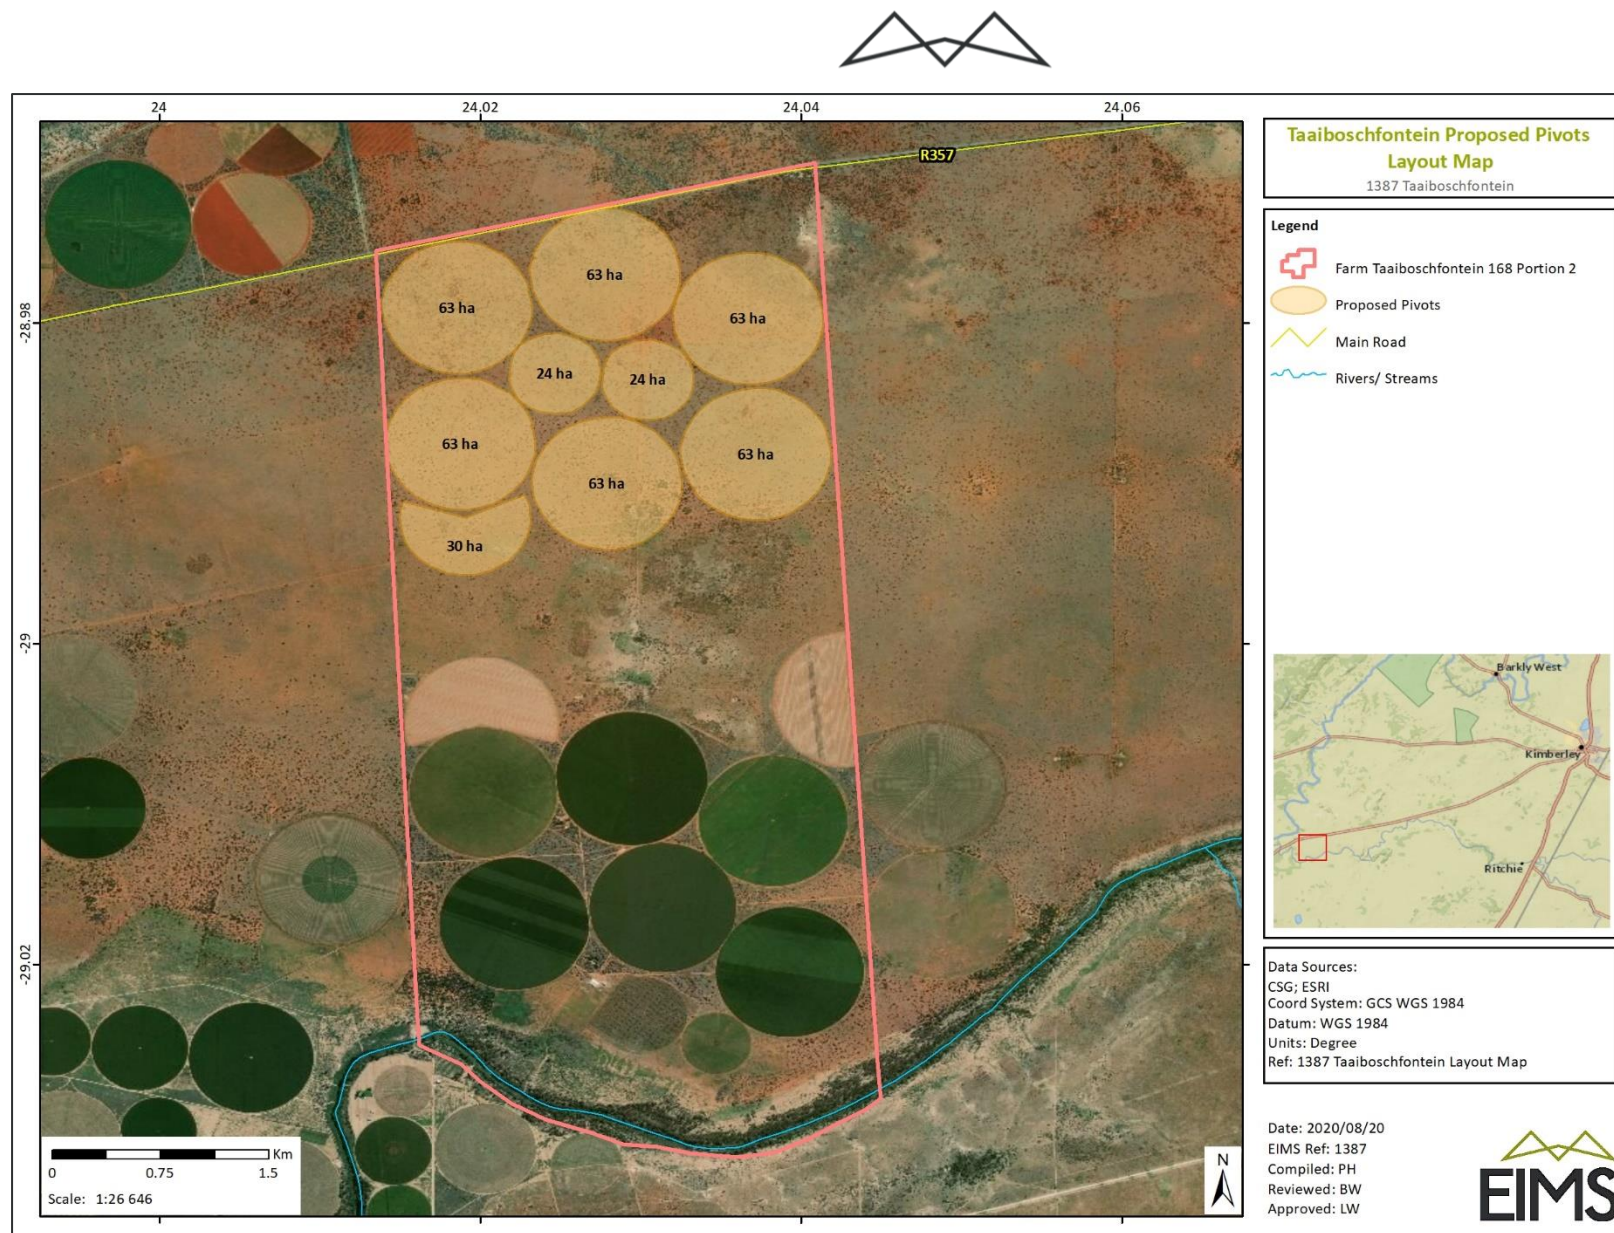 24
24.02
24.04
24.06
R357
-28.98
-29
-29.02
63 ha
63 ha
63 ha
24 ha
24 ha
63 ha
63 ha
63 ha
30 ha
Km
0
0.75
1.5
Scale: 1:26 646
N
Taaiboschfontein Proposed Pivots
Layout Map
1387 Taaiboschfontein
Legend
Farm Taaiboschfontein 168 Portion 2
Proposed Pivots
Main Road
Rivers/ Streams
Barkly West
Kimberley
Ritchie
Data Sources:
CSG; ESRI
Coord System: GCS WGS 1984
Datum: WGS 1984
Units: Degree
Ref: 1387 Taaiboschfontein Layout Map
Date: 2020/08/20
EIMS Ref: 1387
Compiled: PH
Reviewed: BW
Approved: LW
EIMS